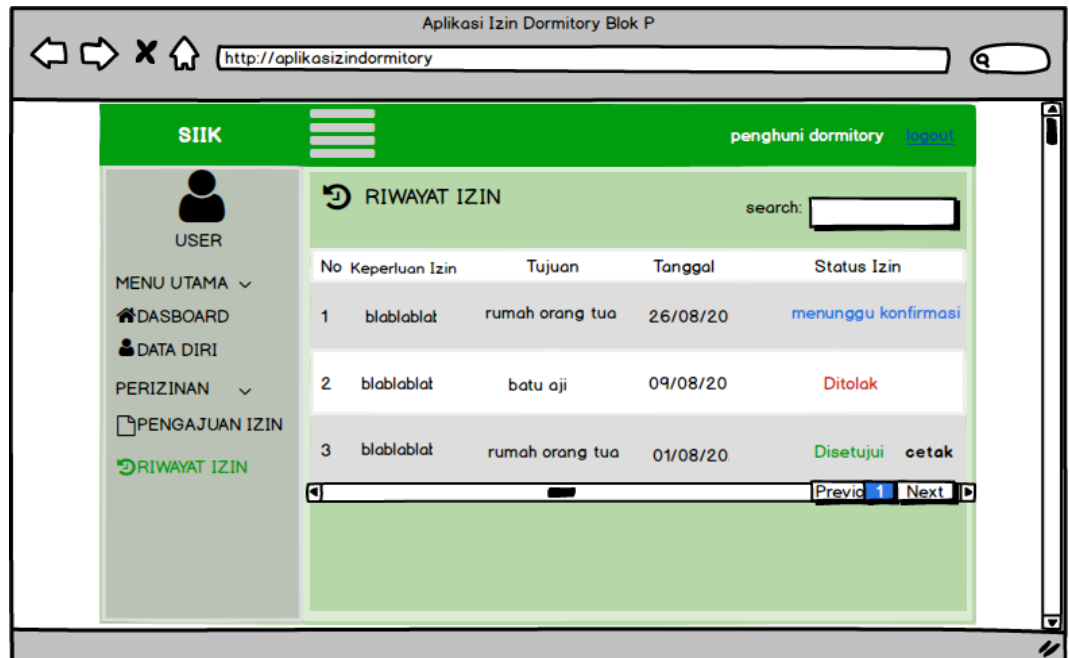 Aplikasi Izin Dormitory Blok P
http://aplikasizindormitory
SIIK
penghuni dormitory logout
USER
MENU UTAMA
DASBOARD
DATA DIRI
PERIZINAN
PENGAJUAN IZIN
RIWAYAT IZIN
RIWAYAT IZIN
search:
No Keperluan Izin Tujuan Tanggal Status Izin
1 blablablab rumah orang tua 26/08/20 menunggu konfirmasi
2 blablablab batu aji 09/08/20 Ditolak
3 blablablab rumah orang tua 01/08/20 Disetujui cetak
Previo 1 Next